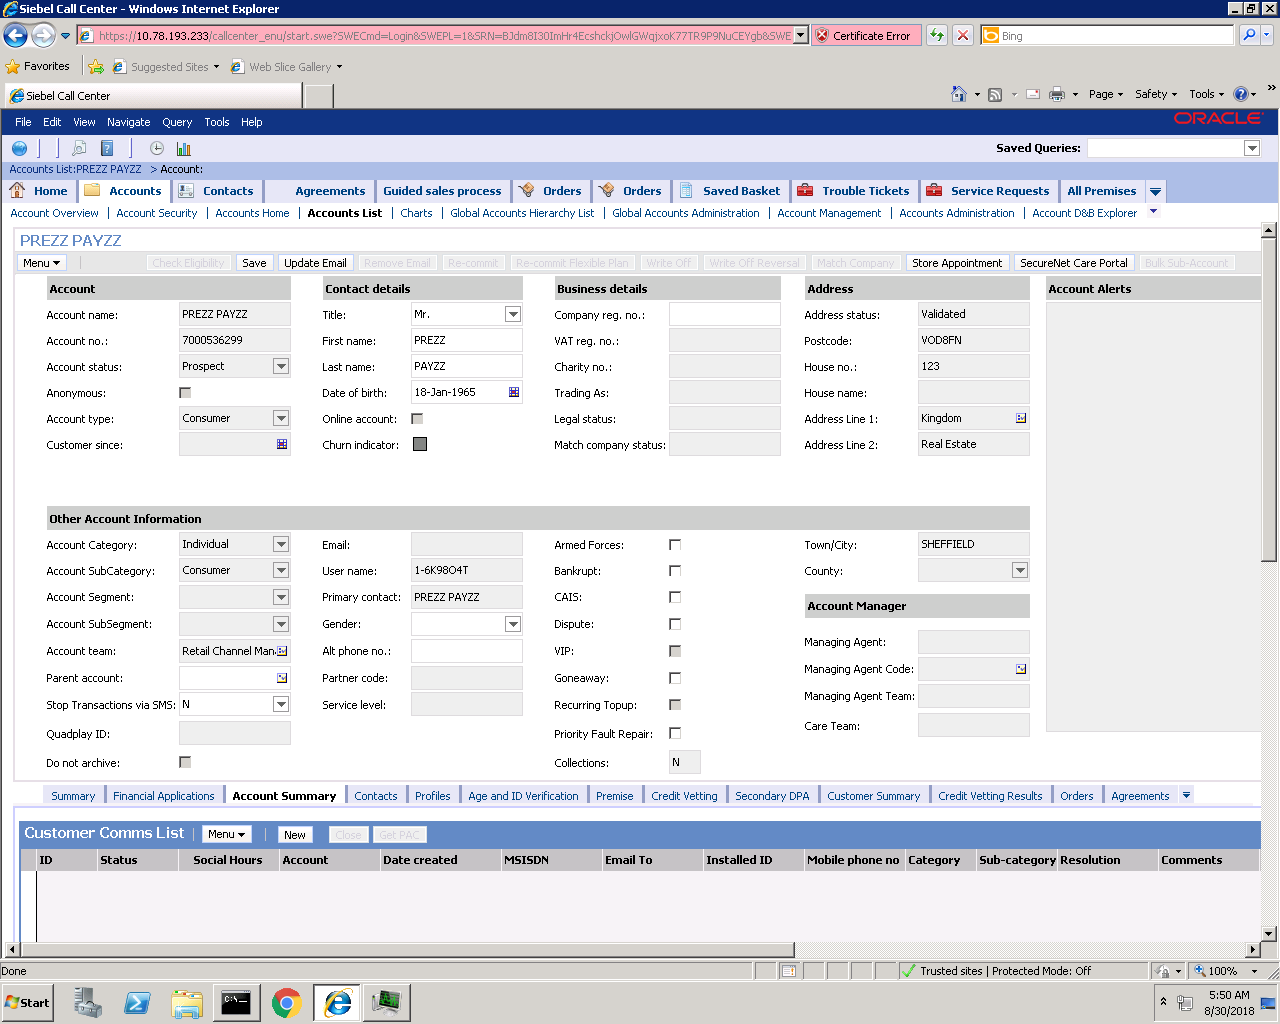 Siebel Call Center - Windows Internet Explorer
https://10.78.193.233/callcenter_enu/start.swe?SWECmd=Login&SWEPL=1&SRN=BJdm8I30ImHr4EcshckjOwlGWqjxoK77TR9P9NuCEYgb&SWE
Certificate Error
Bing
Favorites
Suggested Sites
Web Slice Gallery
Siebel Call Center
Page
Safety
Tools
File Edit View Navigate Query Tools Help
ORACLE
Saved Queries:
Accounts List:PREZZ PAYZZ > Account:
Home Accounts Contacts Agreements Guided sales process Orders Orders Saved Basket Trouble Tickets Service Requests All Premises
Account Overview | Account Security | Accounts Home | Accounts List | Charts | Global Accounts Hierarchy List | Global Accounts Administration | Account Management | Accounts Administration | Account D&B Explorer
PREZZ PAYZZ
Menu Check Eligibility Save Update Email Remove Email Re-commit Re-commit Flexible Plan Write Off Write Off Reversal Match Company Store Appointment SecureNet Care Portal Bulk Sub-Account
Account Contact details Business details Address Account Alerts
Account name: PREZZ PAYZZ Title: Mr. Company reg. no.: Address status: Validated
Account no.: 7000536299 First name: PREZZ VAT reg. no.: Postcode: VOD8FN
Account status: Prospect Last name: PAYZZ Charity no.: House no.: 123
Anonymous: Date of birth: 18-Jan-1965 Trading As: House name:
Account type: Consumer Online account: Legal status: Address Line 1: Kingdom
Customer since: Churn indicator: Match company status: Address Line 2: Real Estate
Other Account Information
Account Category: Individual Email: Armed Forces: Town/City: SHEFFIELD
Account SubCategory: Consumer User name: 1-6K98O4T Bankrupt: County:
Account Segment: Primary contact: PREZZ PAYZZ CAIS: Account Manager
Account SubSegment: Gender: Dispute:
Account team: Retail Channel Man Alt phone no.: VIP: Managing Agent:
Parent account: Partner code: Goneaway: Managing Agent Code:
Stop Transactions via SMS: N Service level: Recurring Topup: Managing Agent Team:
Quadplay ID: Priority Fault Repair: Care Team:
Do not archive: Collections: N
Summary Financial Applications Account Summary Contacts Profiles Age and ID Verification Premise Credit Vetting Secondary DPA Customer Summary Credit Vetting Results Orders Agreements
Customer Comms List Menu New Close Get PAC
ID Status Social Hours Account Date created MSISDN Email To Installed ID Mobile phone no Category Sub-category Resolution Comments
Done
Trusted sites | Protected Mode: Off
100%
Start
C:\
5:50 AM
8/30/2018